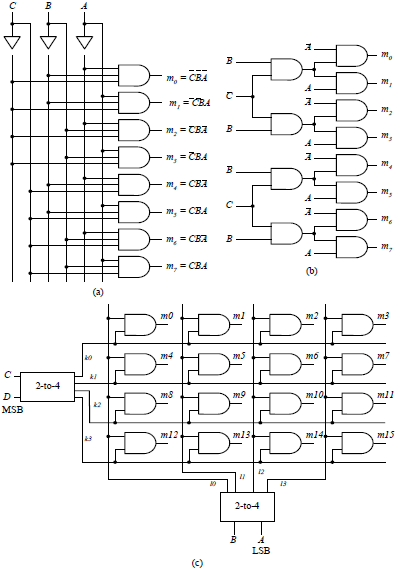 C B A
m0 = C̅B̅A̅
m1 = C̅B̅A
m2 = C̅BA̅
m3 = C̅BA
m4 = CB̅A̅
m5 = CB̅A
m6 = CBA̅
m7 = CBA
(a)
A̅
B
m0
A
m1
C̅
A̅
m2
B
A
m3
A̅
B
m4
A
m5
C
A̅
m6
B
A
m7
(b)
m0 m1 m2 m3
k0
m4 m5 m6 m7
C
D
MSB
2-to-4
k1
m8 m9 m10 m11
k2
m12 m13 m14 m15
k3
l0 l1 l2 l3
2-to-4
B A
LSB
(c)